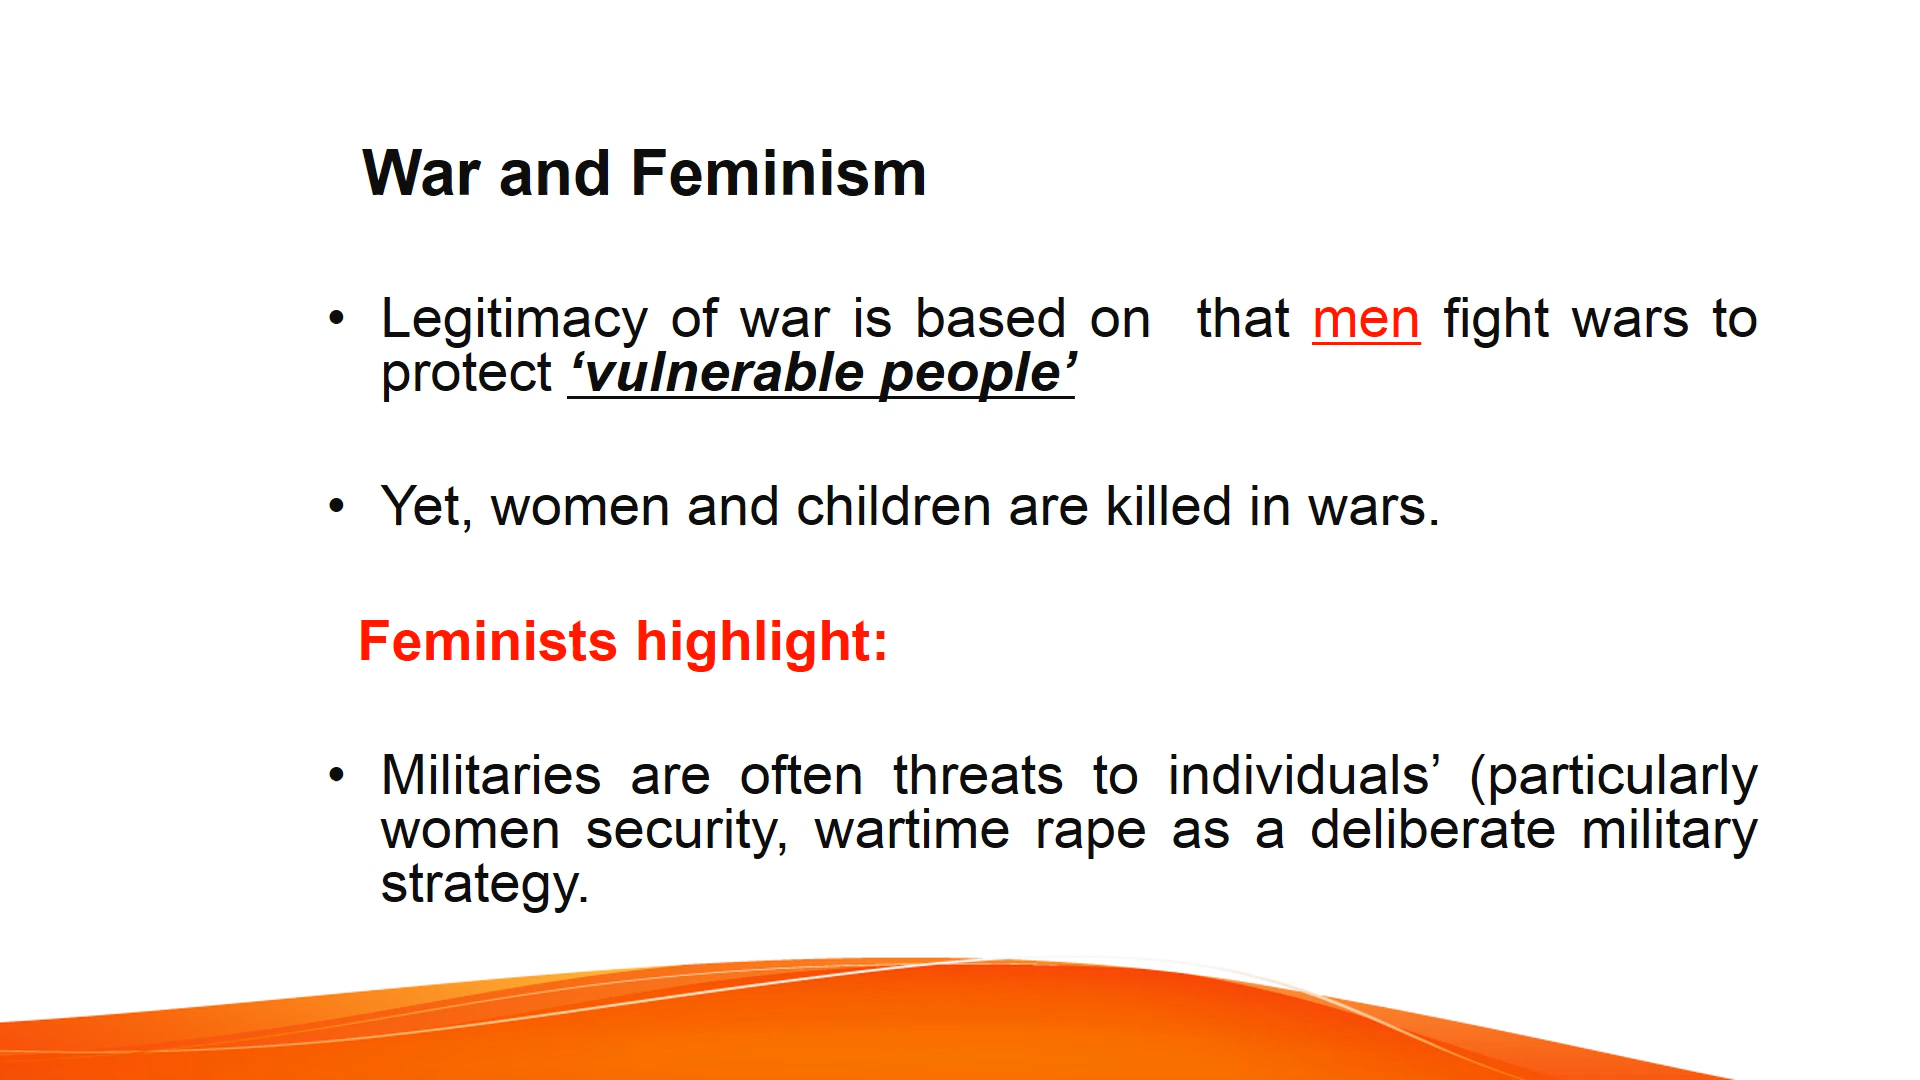 War and Feminism
• Legitimacy of war is based on  that men fight wars to
protect ‘vulnerable people’
• Yet, women and children are killed in wars.
Feminists highlight:
• Militaries are often threats to individuals’ (particularly
women security, wartime rape as a deliberate military
strategy.